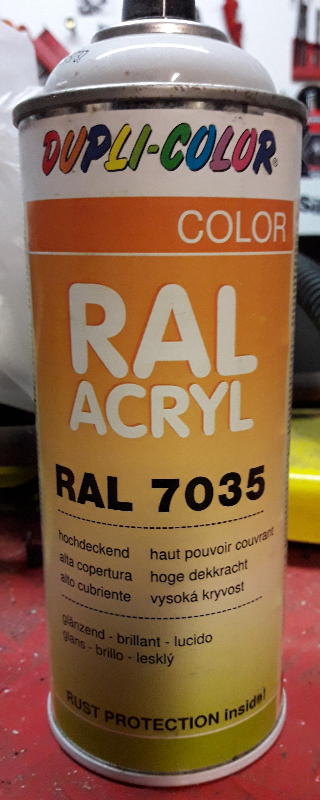 DUPLI-COLOR®
COLOR
RAL
ACRYL
RAL 7035
hochdeckend haut pouvoir couvrant
alta copertura hoge dekkracht
alto cubriente vysoká kryvost
glänzend - brillant - lucido
glans - brillo - lesklý
RUST PROTECTION inside!